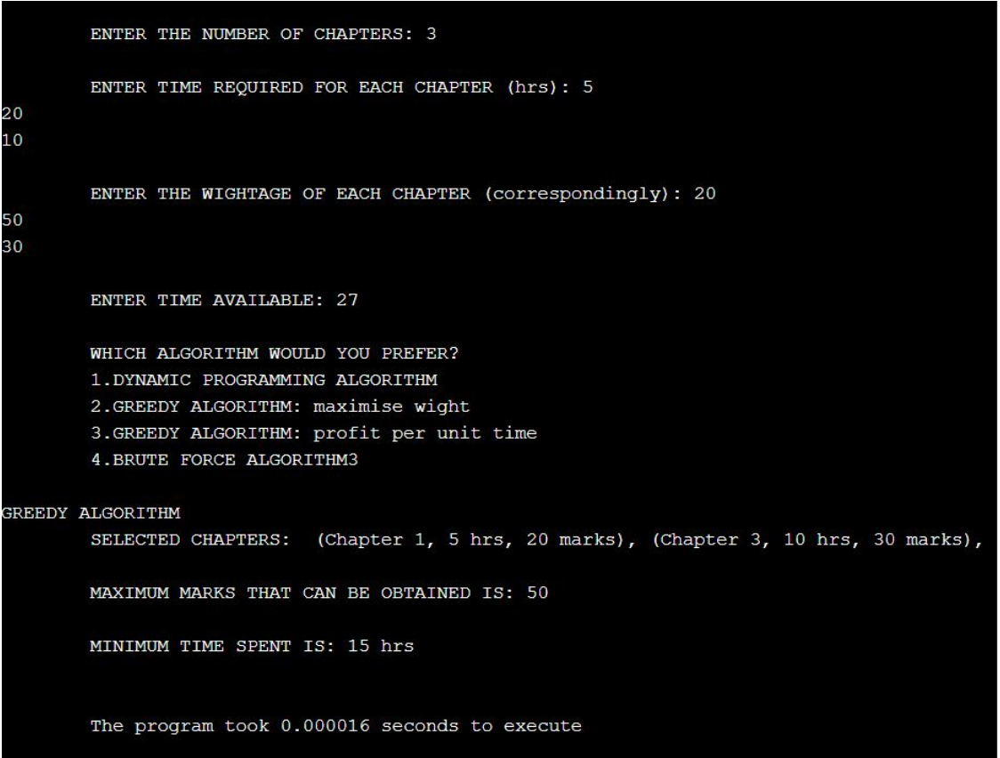 ENTER THE NUMBER OF CHAPTERS: 3
ENTER TIME REQUIRED FOR EACH CHAPTER (hrs): 5
20
10
ENTER THE WIGHTAGE OF EACH CHAPTER (correspondingly): 20
50
30
ENTER TIME AVAILABLE: 27
WHICH ALGORITHM WOULD YOU PREFER?
1.DYNAMIC PROGRAMMING ALGORITHM
2.GREEDY ALGORITHM: maximise wight
3.GREEDY ALGORITHM: profit per unit time
4.BRUTE FORCE ALGORITHM3
GREEDY ALGORITHM
SELECTED CHAPTERS:  (Chapter 1, 5 hrs, 20 marks), (Chapter 3, 10 hrs, 30 marks),
MAXIMUM MARKS THAT CAN BE OBTAINED IS: 50
MINIMUM TIME SPENT IS: 15 hrs
The program took 0.000016 seconds to execute